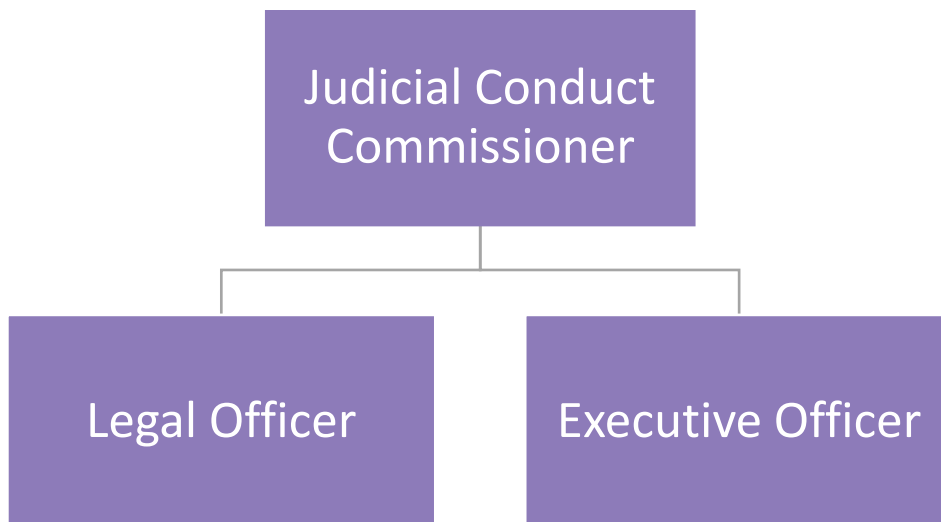 Judicial Conduct
Commissioner
Legal Officer
Executive Officer